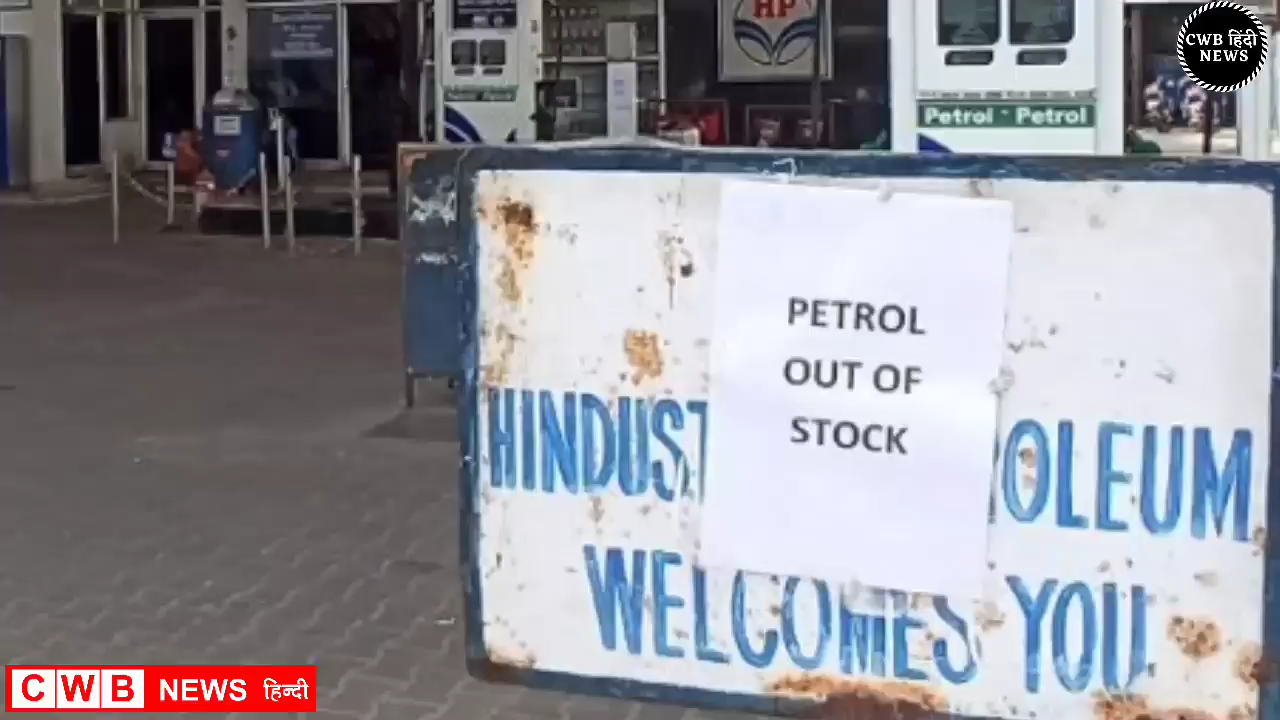 HP
CWB हिंदी
NEWS
Petrol Petrol
PETROL
OUT OF
STOCK
HINDUST OLEUM
WELCOMES YOU
CWB NEWS हिन्दी